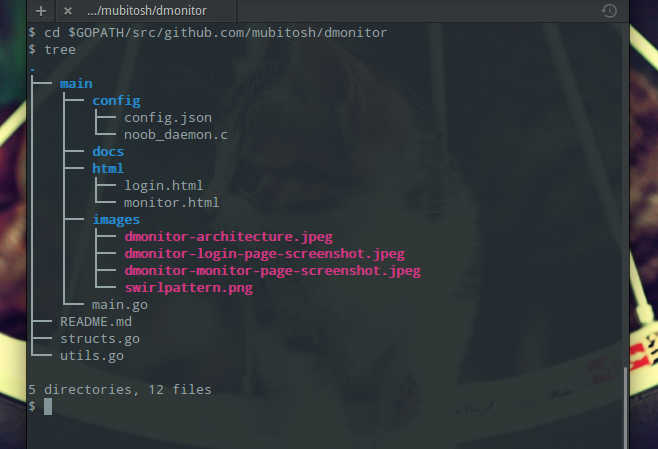 + × .../mubitosh/dmonitor
$ cd $GOPATH/src/github.com/mubitosh/dmonitor
$ tree
.
├── main
│   ├── config
│   │   ├── config.json
│   │   └── noob_daemon.c
│   ├── docs
│   ├── html
│   │   ├── login.html
│   │   └── monitor.html
│   ├── images
│   │   ├── dmonitor-architecture.jpeg
│   │   ├── dmonitor-login-page-screenshot.jpeg
│   │   ├── dmonitor-monitor-page-screenshot.jpeg
│   │   └── swirlpattern.png
│   └── main.go
├── README.md
├── structs.go
└── utils.go
5 directories, 12 files
$